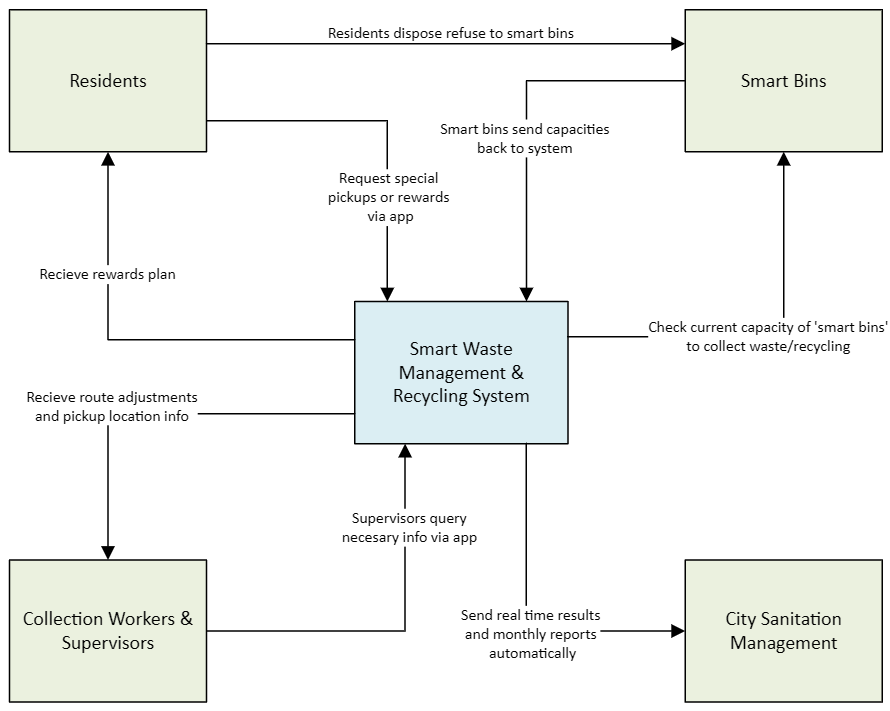 Residents dispose refuse to smart bins
Residents
Smart Bins
Smart bins send capacities
back to system
Request special
pickups or rewards
via app
Recieve rewards plan
Check current capacity of 'smart bins'
to collect waste/recycling
Smart Waste
Management &
Recycling System
Recieve route adjustments
and pickup location info
Supervisors query
necesary info via app
Collection Workers &
Supervisors
Send real time results
and monthly reports
automatically
City Sanitation
Management